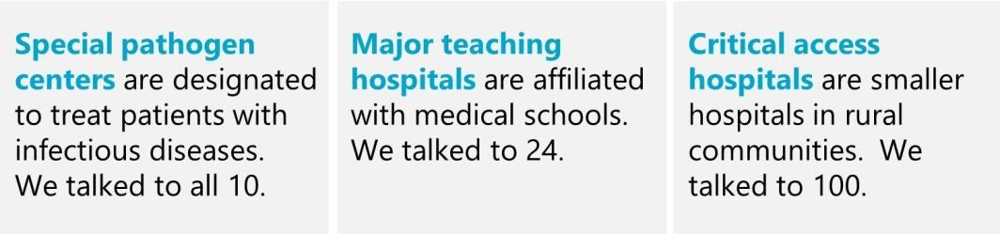 Special pathogen
centers are designated
to treat patients with
infectious diseases.
We talked to all 10.
Major teaching
hospitals are affiliated
with medical schools.
We talked to 24.
Critical access
hospitals are smaller
hospitals in rural
communities.  We
talked to 100.